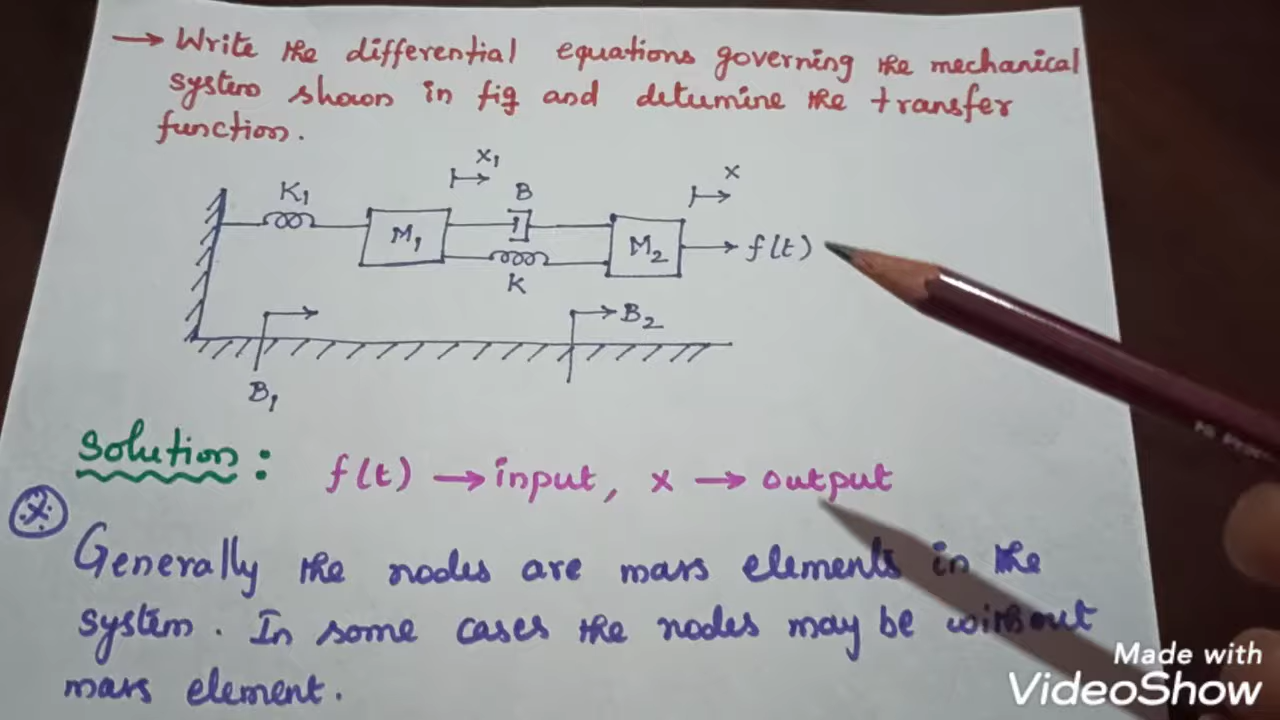 → Write the differential equations governing the mechanical
system shown in fig and determine the transfer
function.
x₁
x
K₁
B
M₁
M₂
f(t)
K
B₂
B₁
Solution:
f(t) → input, x → output
Generally the nodes are mass elements in the
system. In some cases the nodes may be without
mass element.
Made with
VideoShow